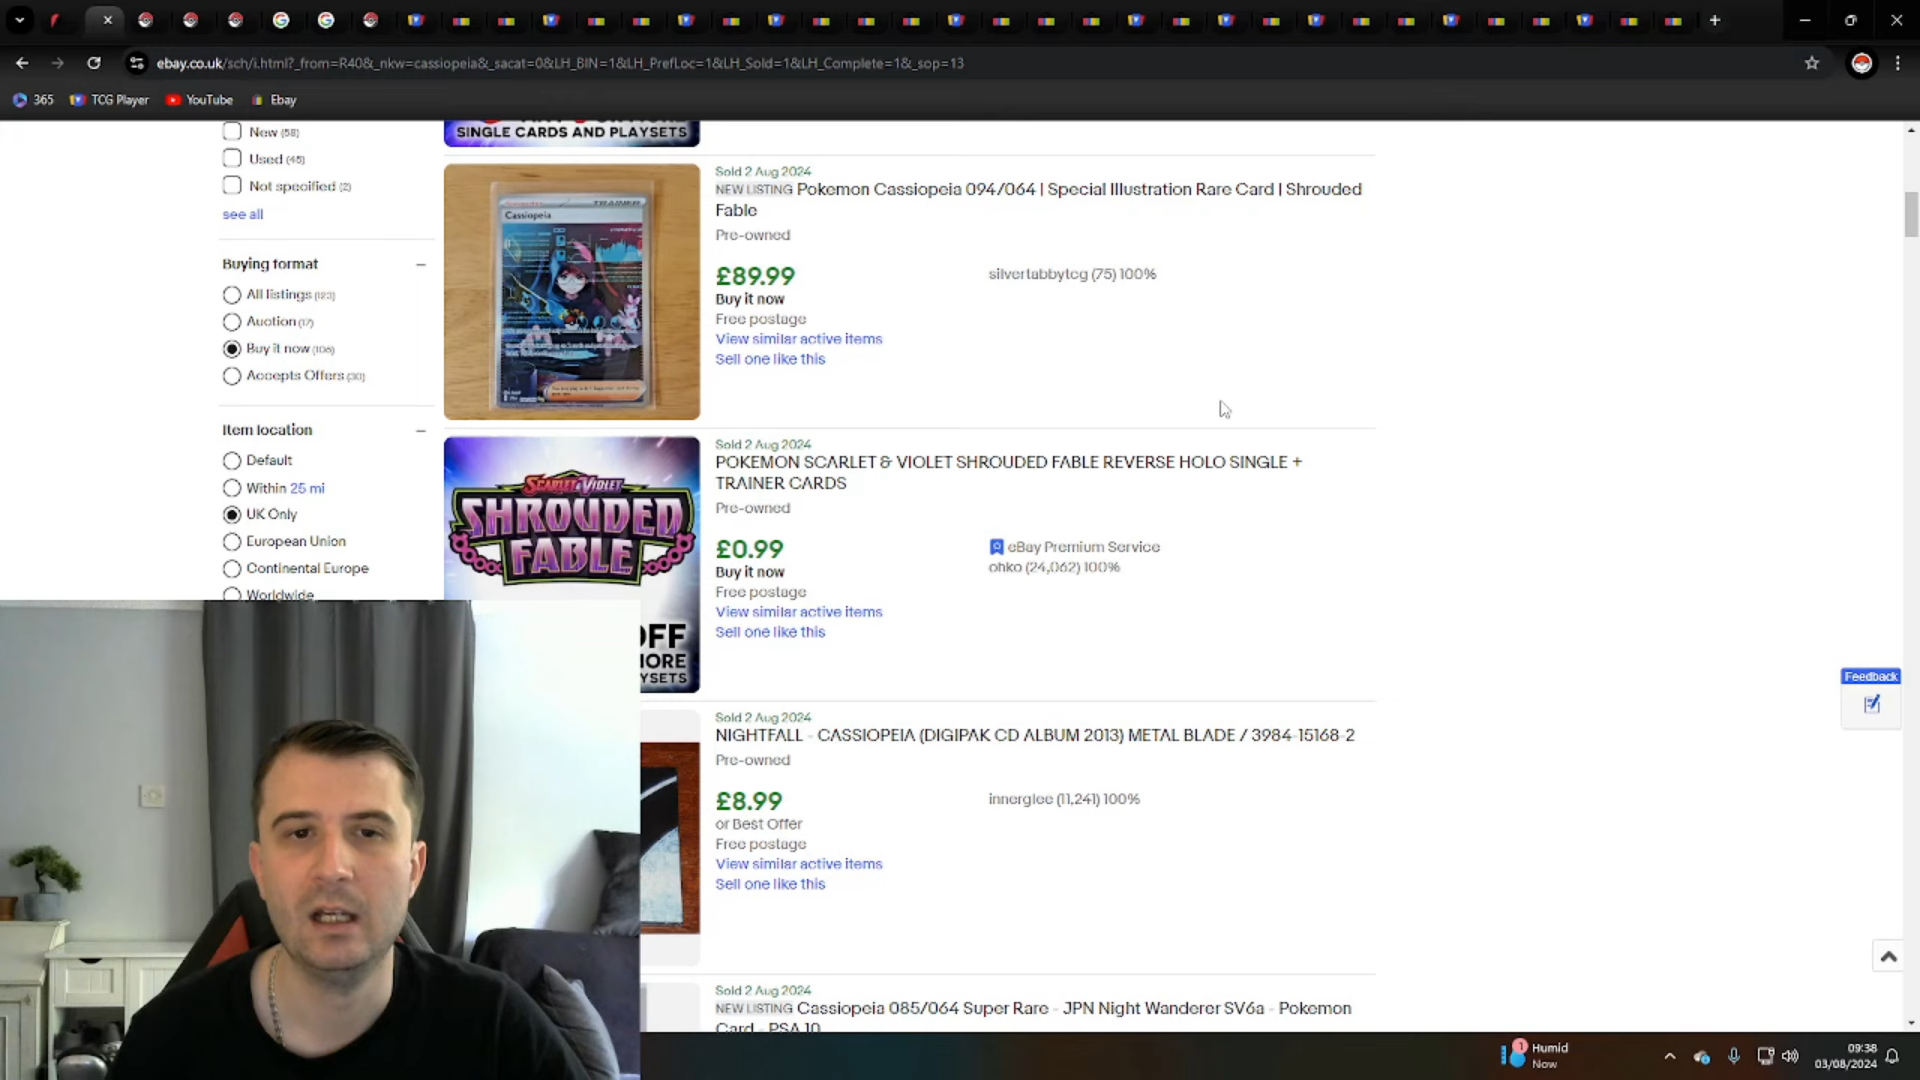 ebay.co.uk/sch/i.html?_from=R40&_nkw=cassiopeia&_sacat=0&LH_BIN=1&LH_PrefLoc=1&LH_Sold=1&LH_Complete=1&_sop=13
365
TCG Player
YouTube
Ebay
New (58)
Used (45)
Not specified (2)
see all
Buying format
All listings (123)
Auction (17)
Buy it now (106)
Accepts Offers (30)
Item location
Default
Within 25 mi
UK Only
European Union
Continental Europe
Worldwide
SINGLE CARDS AND PLAYSETS
TRAINER
Cassiopeia
Sold 2 Aug 2024
NEW LISTING Pokemon Cassiopeia 094/064 | Special Illustration Rare Card | Shrouded
Fable
Pre-owned
£89.99
Buy it now
Free postage
View similar active items
Sell one like this
silvertabbytcg (75) 100%
SCARLET & VIOLET
SHROUDED
FABLE
OFF
MORE
YSETS
Sold 2 Aug 2024
POKEMON SCARLET & VIOLET SHROUDED FABLE REVERSE HOLO SINGLE +
TRAINER CARDS
Pre-owned
£0.99
Buy it now
Free postage
View similar active items
Sell one like this
eBay Premium Service
ohko (24,062) 100%
Sold 2 Aug 2024
NIGHTFALL - CASSIOPEIA (DIGIPAK CD ALBUM 2013) METAL BLADE / 3984-15168-2
Pre-owned
£8.99
or Best Offer
Free postage
View similar active items
Sell one like this
innerglee (11,241) 100%
Sold 2 Aug 2024
NEW LISTING Cassiopeia 085/064 Super Rare - JPN Night Wanderer SV6a - Pokemon
Card - PSA 10
Feedback
1
Humid
Now
09:38
03/08/2024